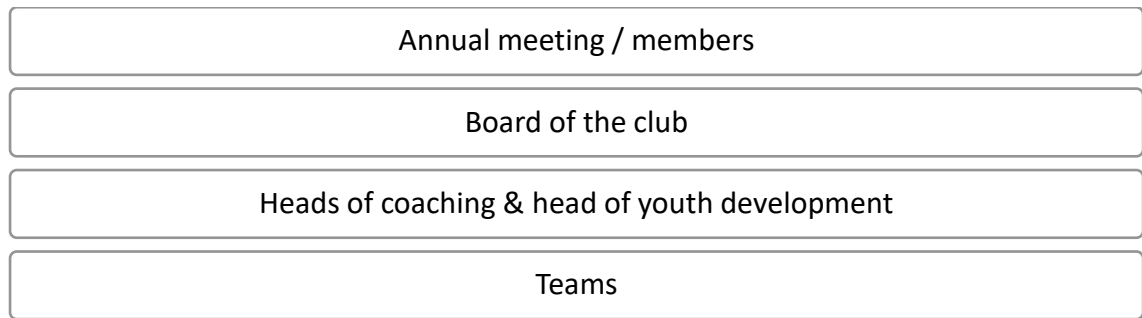 Annual meeting / members
Board of the club
Heads of coaching & head of youth development
Teams